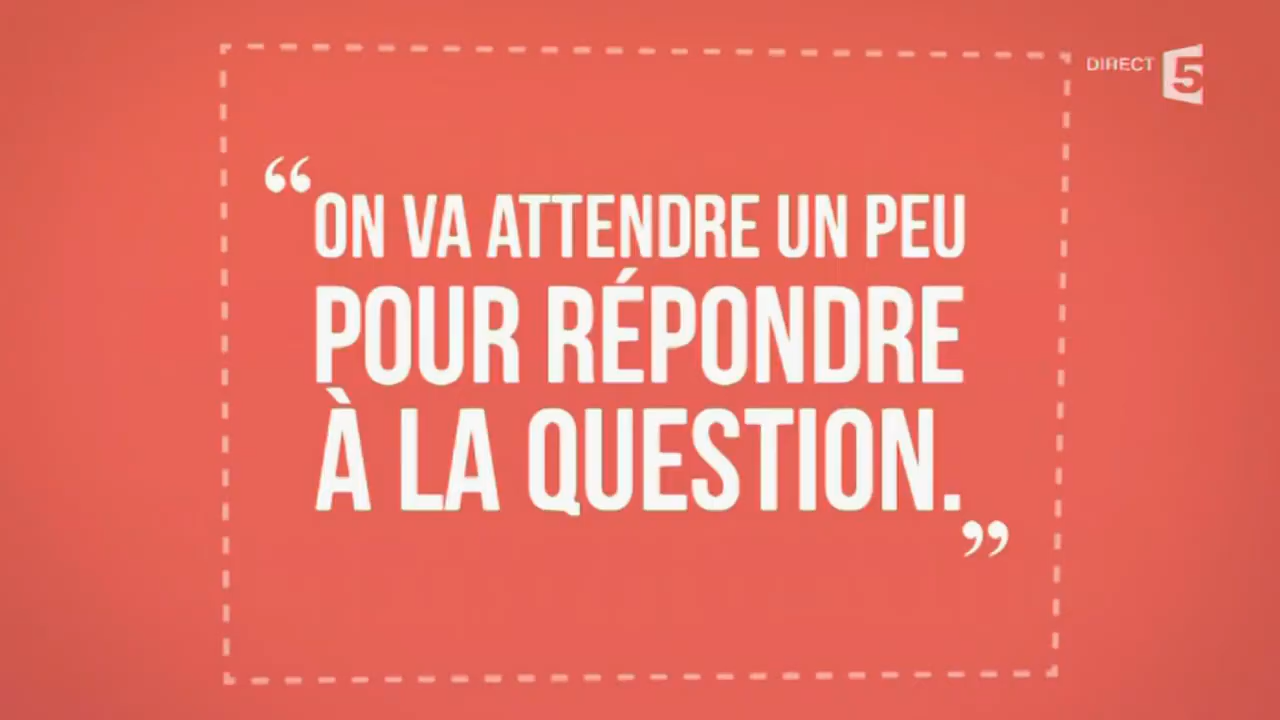 DIRECT 5
“ON VA ATTENDRE UN PEU
POUR RÉPONDRE
À LA QUESTION.”